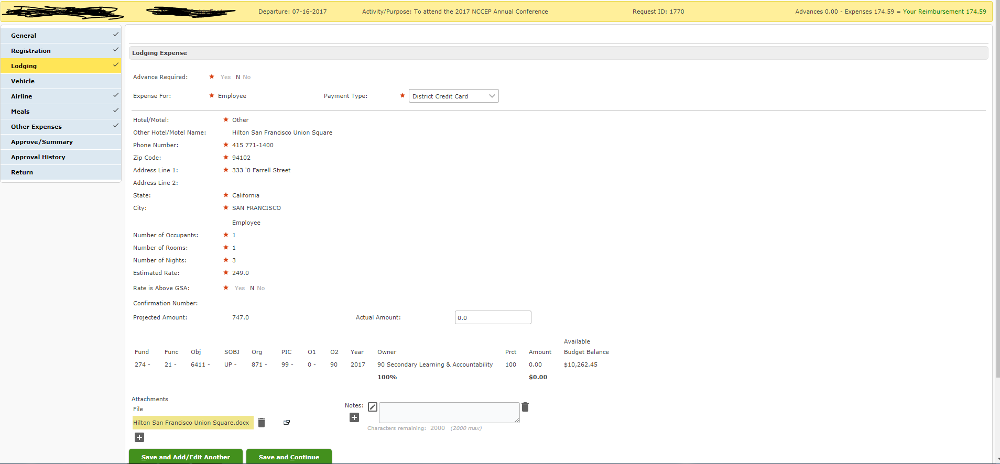 Departure: 07-16-2017 Activity/Purpose: To attend the 2017 NCCEP Annual Conference Request ID: 1770 Advances 0.00 - Expenses 174.59 = Your Reimbursement 174.59
General
Registration
Lodging
Vehicle
Airline
Meals
Other Expenses
Approve/Summary
Approval History
Return
Lodging Expense
Advance Required: Yes N No
Expense For: Employee Payment Type: District Credit Card
Hotel/Motel: Other
Other Hotel/Motel Name: Hilton San Francisco Union Square
Phone Number: 415 771-1400
Zip Code: 94102
Address Line 1: 333 '0 Farrell Street
Address Line 2:
State: California
City: SAN FRANCISCO
Employee
Number of Occupants: 1
Number of Rooms: 1
Number of Nights: 3
Estimated Rate: 249.0
Rate is Above GSA: Yes N No
Confirmation Number:
Projected Amount: 747.0 Actual Amount: 0.0
Available
Fund Func Obj SOBJ Org PIC O1 O2 Year Owner Prct Amount Budget Balance
274 - 21 - 6411 - UP - 871 - 99 - 0 - 90 2017 90 Secondary Learning & Accountability 100 0.00 $10,262.45
100% $0.00
Attachments
File
Hilton San Francisco Union Square.docx
Notes:
Characters remaining: 2000 (2000 max)
Save and Add/Edit Another Save and Continue